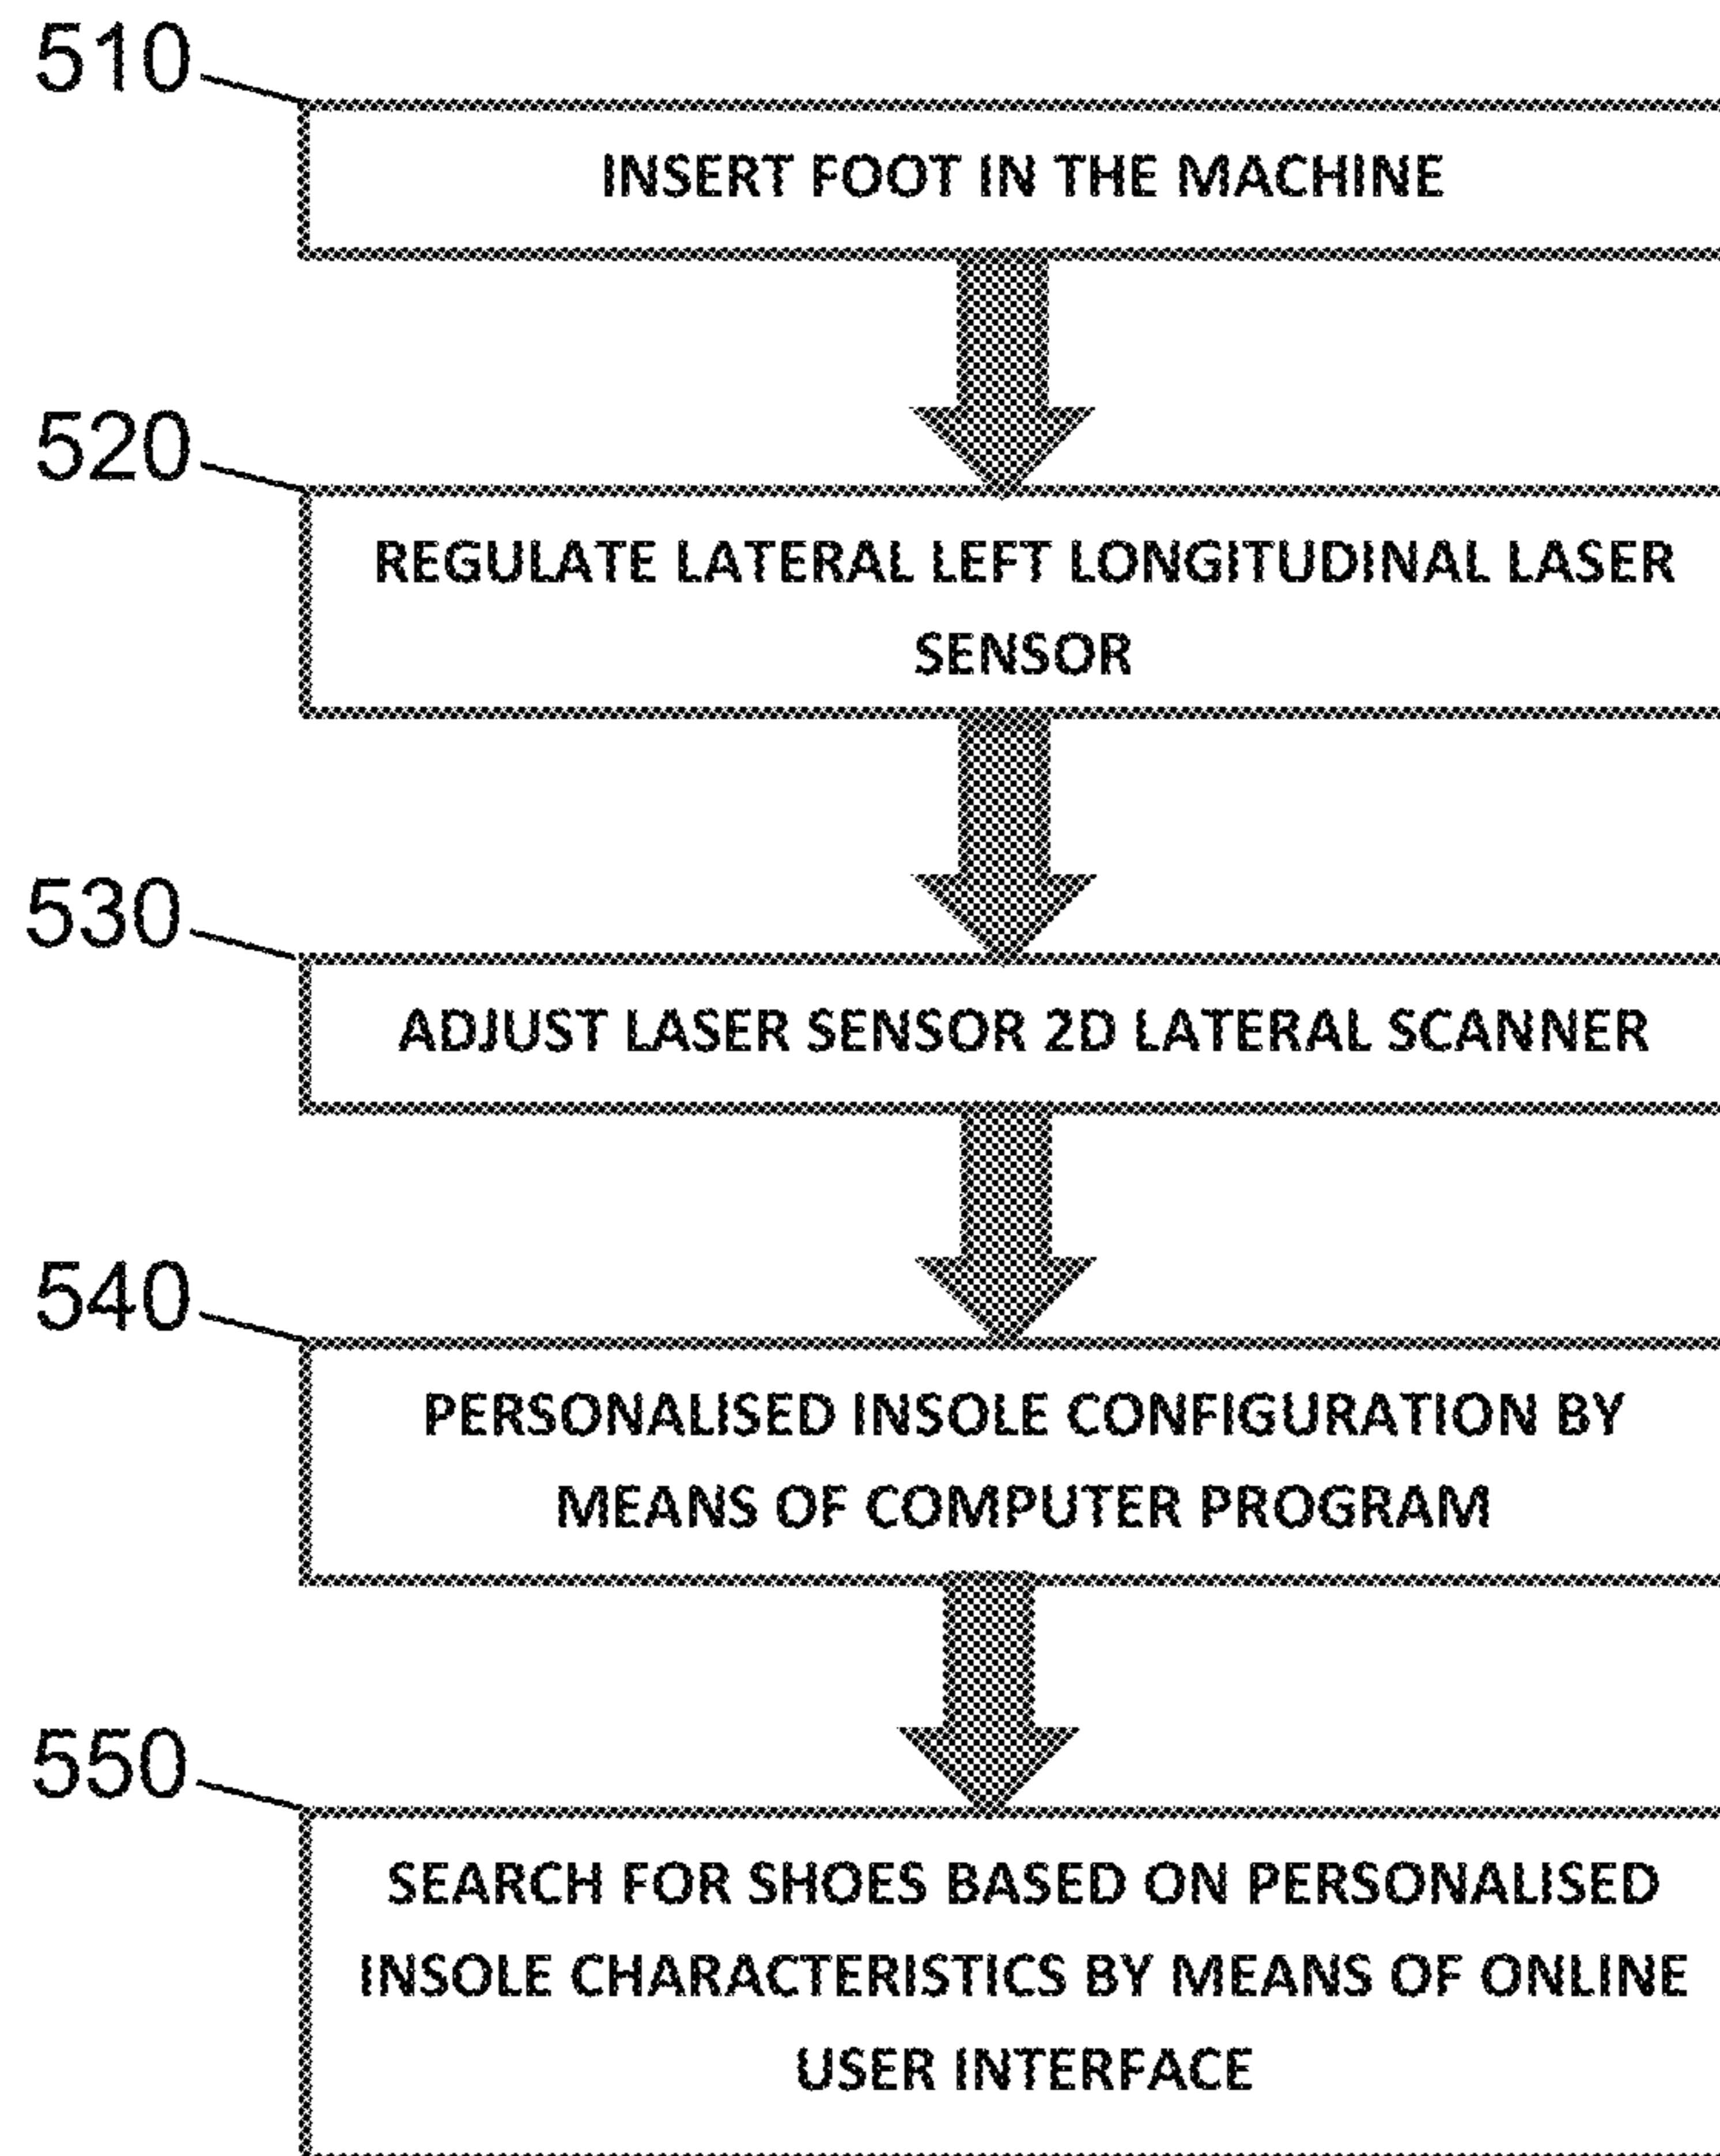 510
INSERT FOOT IN THE MACHINE
520
REGULATE LATERAL LEFT LONGITUDINAL LASER
SENSOR
530
ADJUST LASER SENSOR 2D LATERAL SCANNER
540
PERSONALISED INSOLE CONFIGURATION BY
MEANS OF COMPUTER PROGRAM
550
SEARCH FOR SHOES BASED ON PERSONALISED
INSOLE CHARACTERISTICS BY MEANS OF ONLINE
USER INTERFACE